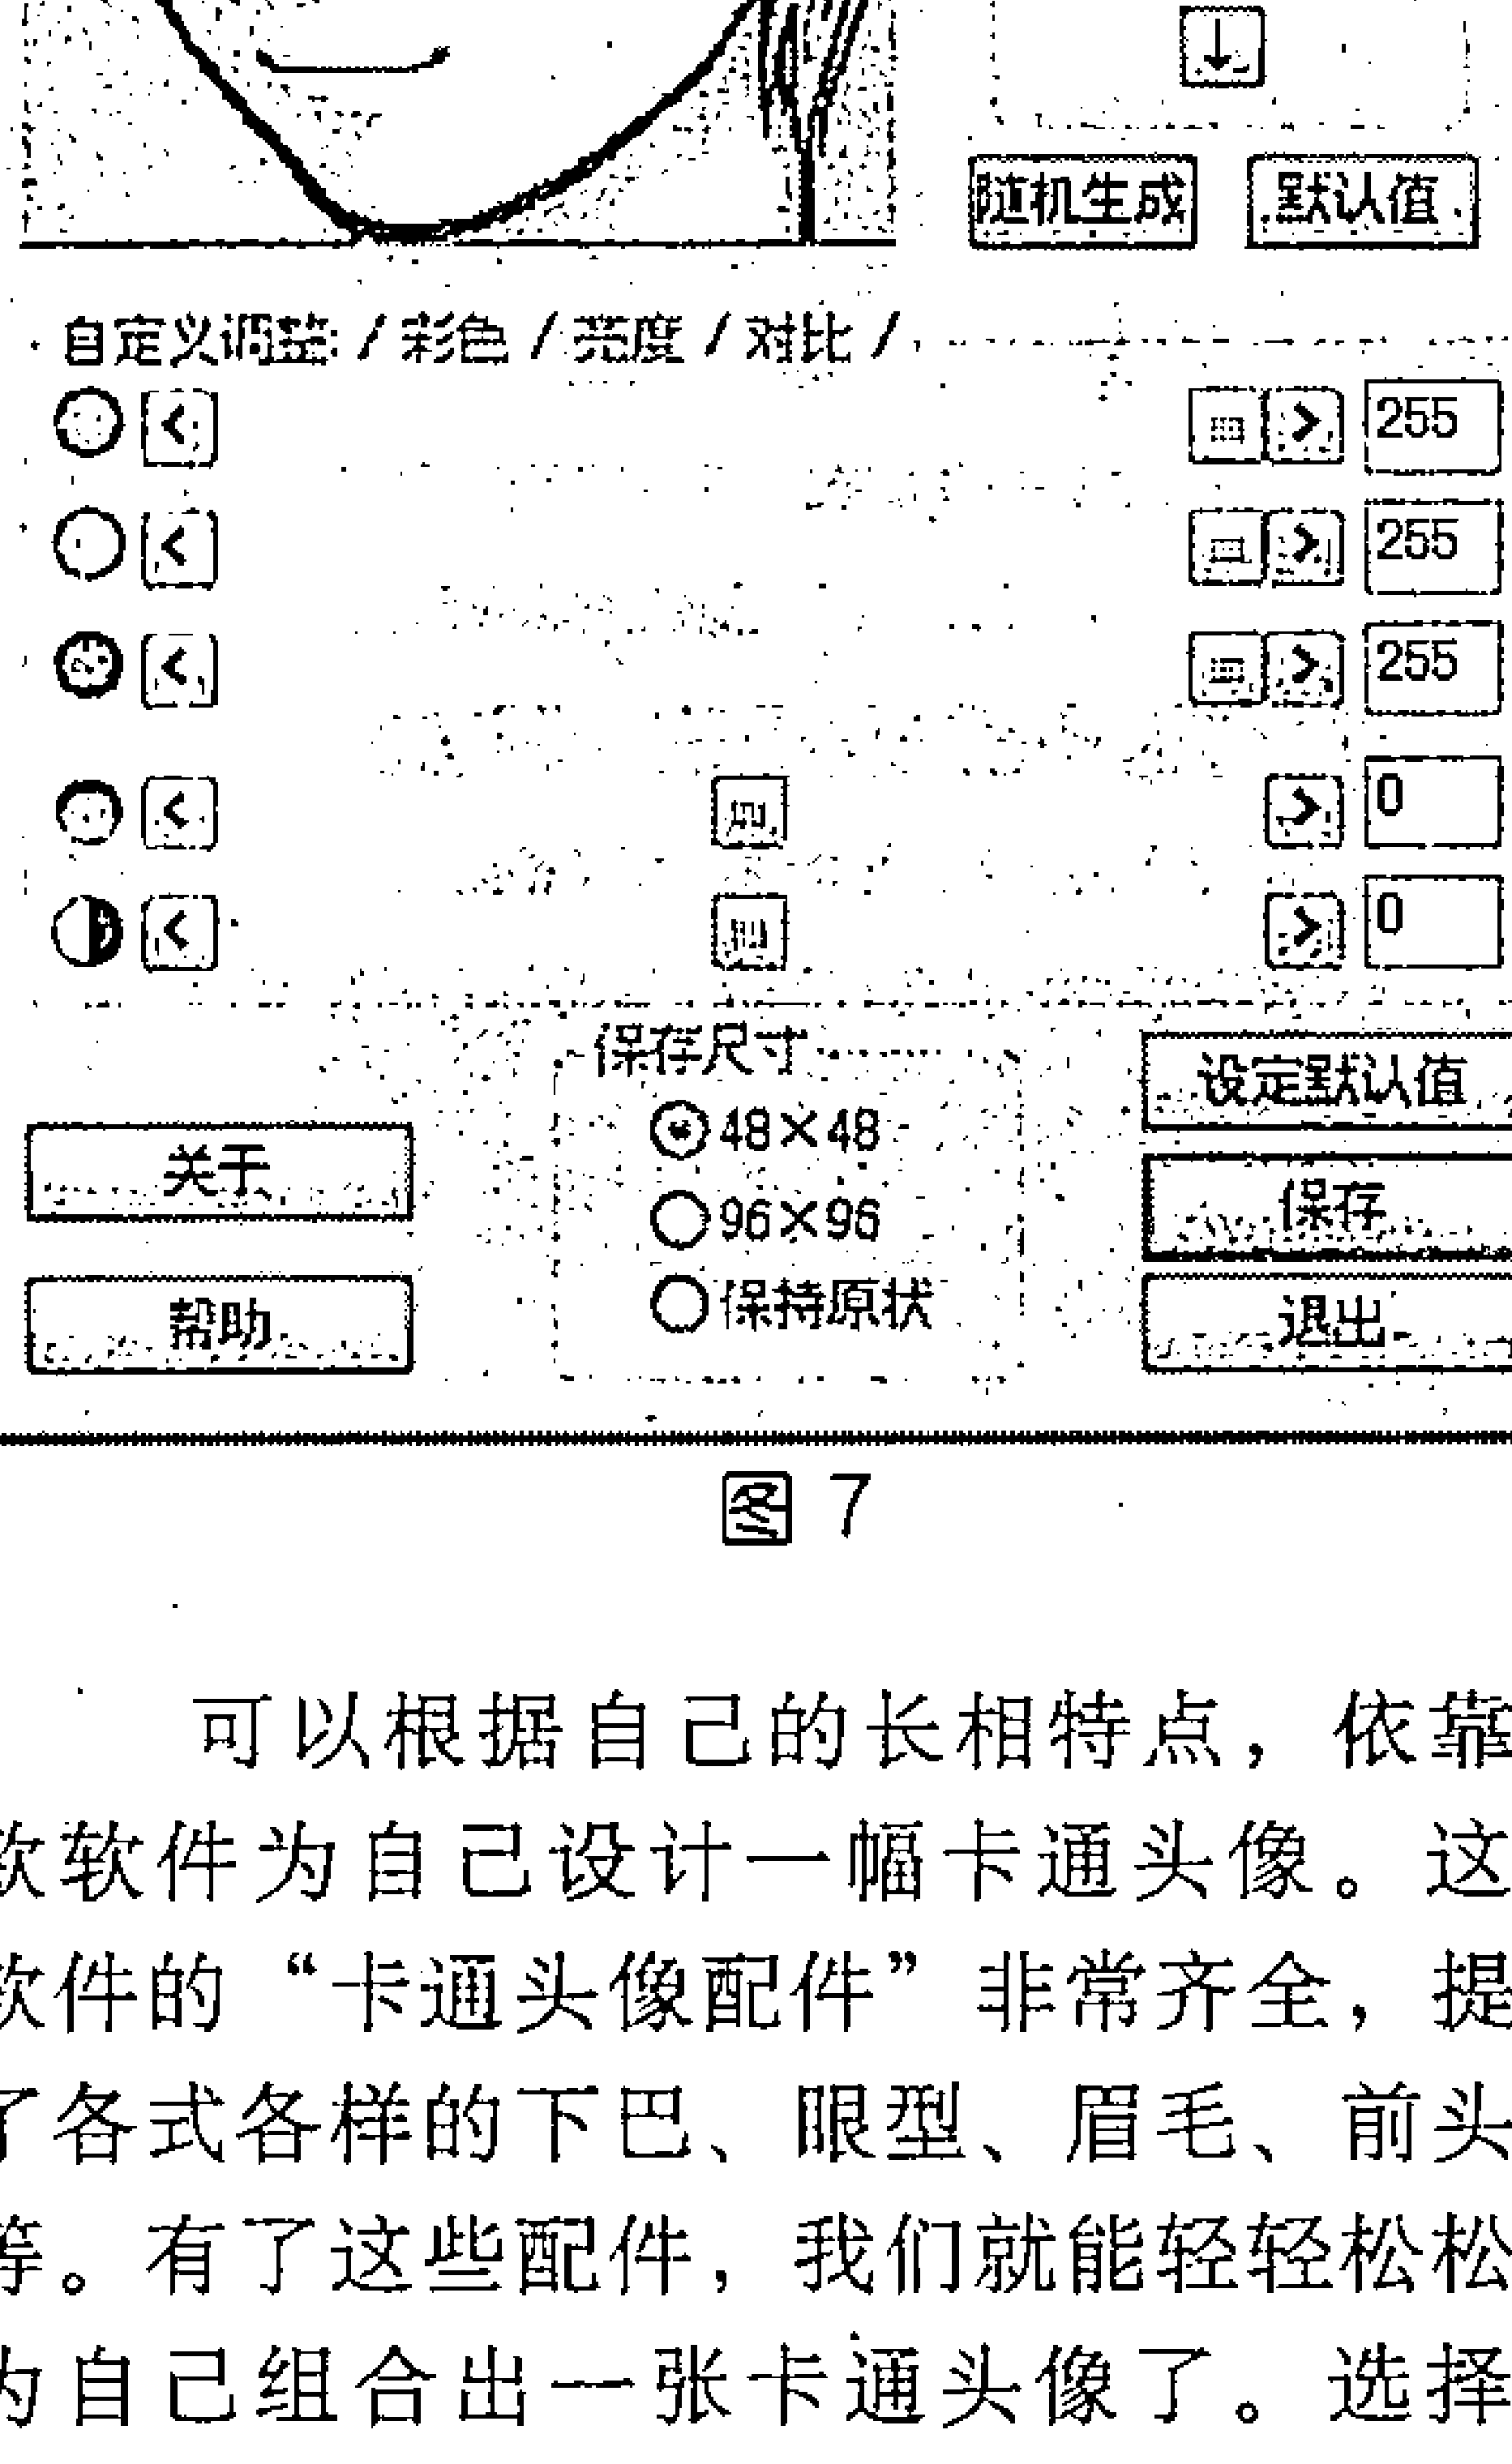 随机生成 默认值
自定义调整: / 彩色 / 亮度 / 对比 /
< > 255
< > 255
< > 255
< > 0
< > 0
保存尺寸
设定默认值
48×48
关于
保存
96×96
保持原状
帮助
退出
图 7
可以根据自己的长相特点，依靠
款软件为自己设计一幅卡通头像。这
软件的“卡通头像配件”非常齐全，提
了各式各样的下巴、眼型、眉毛、前头
等。有了这些配件，我们就能轻轻松松
为自己组合出一张卡通头像了。选择